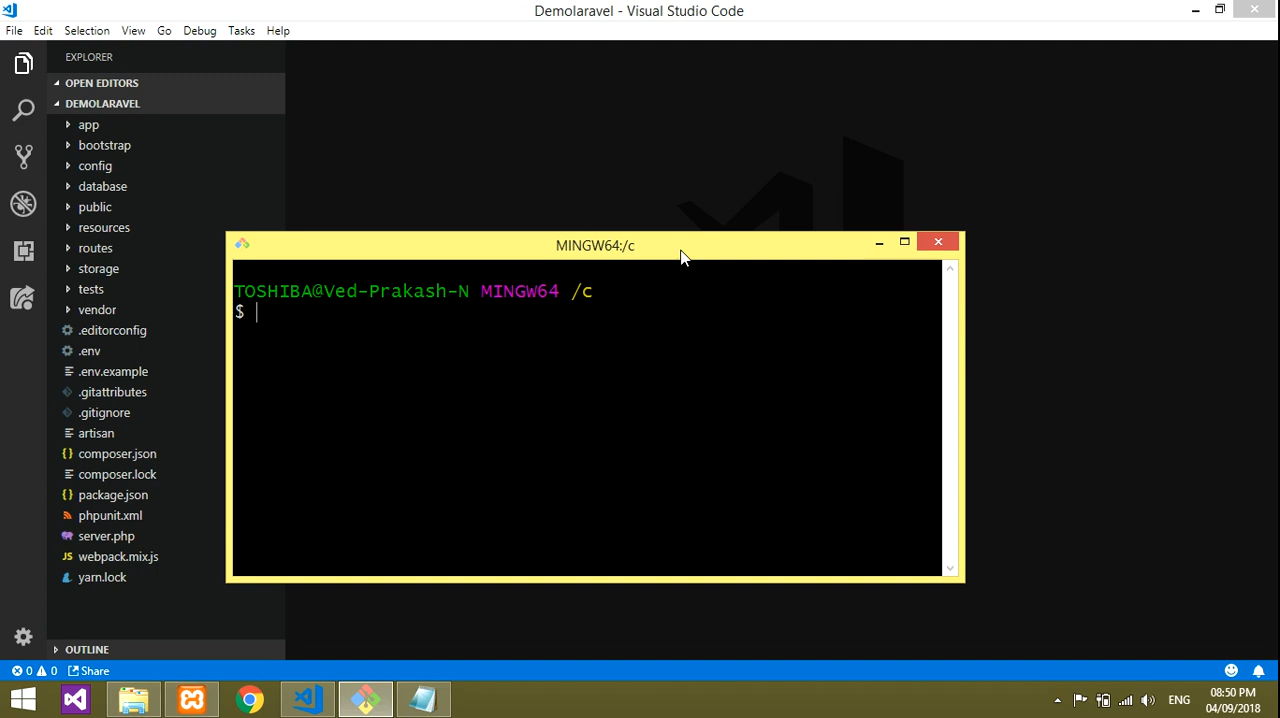 Demolaravel - Visual Studio Code
File Edit Selection View Go Debug Tasks Help
EXPLORER
OPEN EDITORS
DEMOLARAVEL
app
bootstrap
config
database
public
resources
routes
storage
tests
vendor
.editorconfig
.env
.env.example
.gitattributes
.gitignore
artisan
{} composer.json
composer.lock
{} package.json
phpunit.xml
server.php
JS webpack.mix.js
yarn.lock
OUTLINE
MINGW64:/c
TOSHIBA@Ved-Prakash-N MINGW64 /c
$
0 0 Share
ENG
08:50 PM
04/09/2018